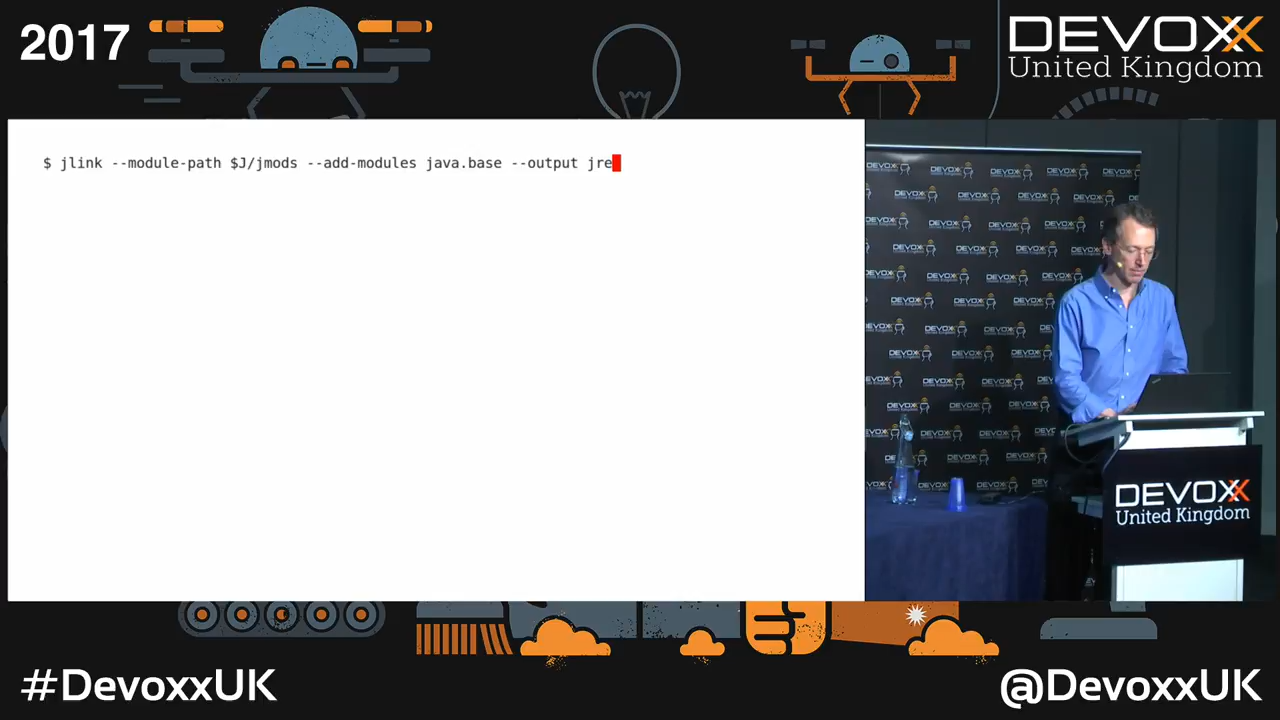 2017
DEVOXX
United Kingdom
$ jlink --module-path $J/jmods --add-modules java.base --output jre
DEVOXX
United Kingdom
#DevoxxUK
@DevoxxUK